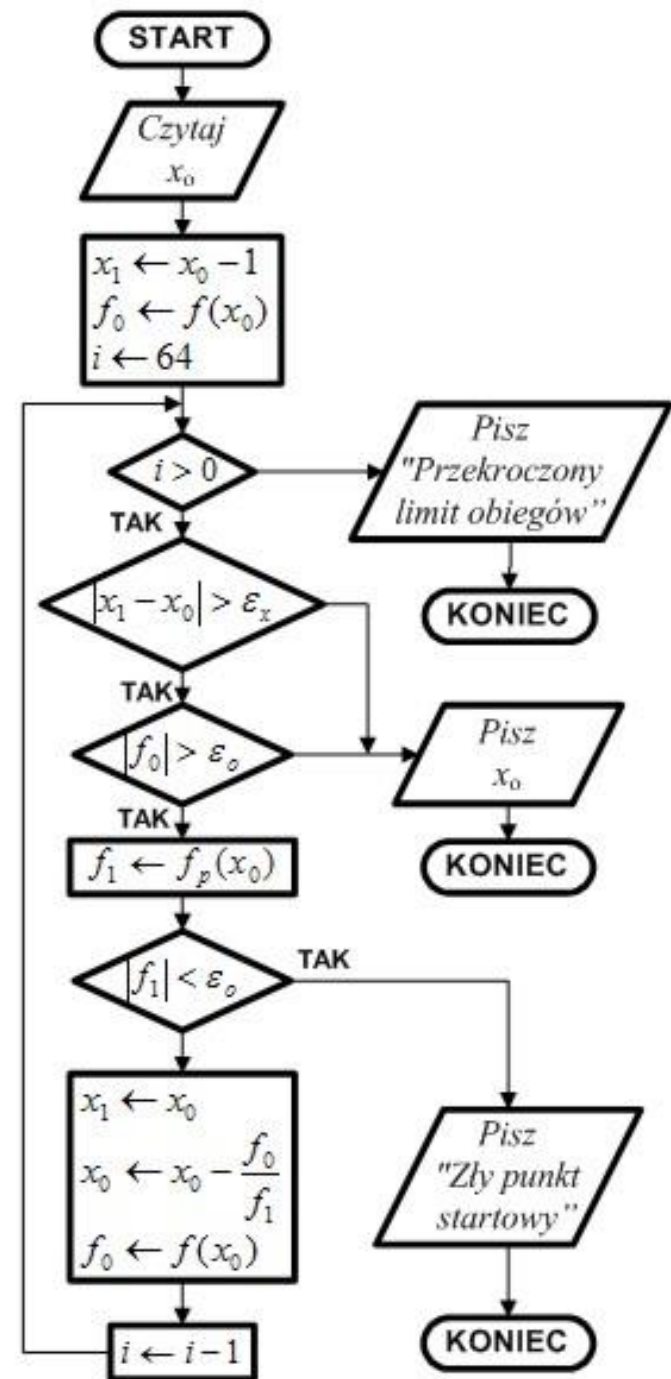 START
Czytaj
x₀
x₁ ← x₀ − 1
f₀ ← f(x₀)
i ← 64
i > 0
TAK
Pisz
"Przekroczony
limit obiegów”
KONIEC
|x₁ − x₀| > εₓ
TAK
|f₀| > εₒ
TAK
Pisz
x₀
KONIEC
f₁ ← fₚ(x₀)
|f₁| < εₒ
TAK
x₁ ← x₀
x₀ ← x₀ − f₀/f₁
f₀ ← f(x₀)
Pisz
"Zły punkt
startowy”
KONIEC
i ← i − 1